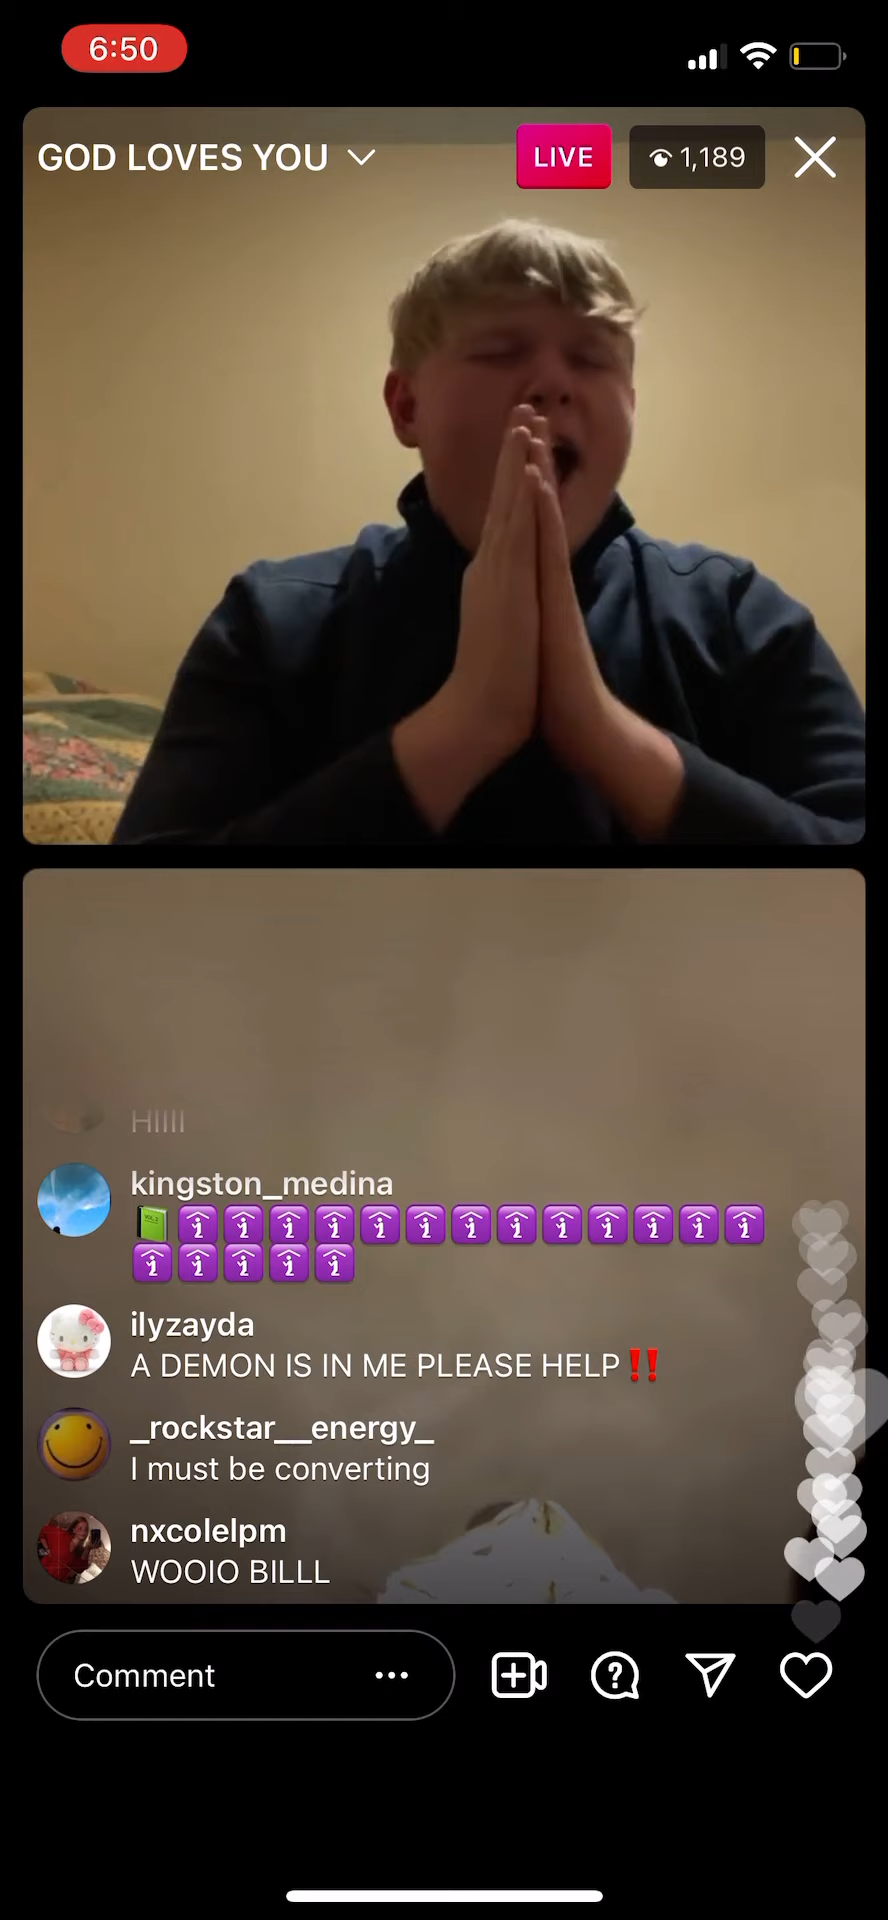 6:50
GOD LOVES YOU
LIVE
1,189
HIIII
kingston_medina
ilyzayda
A DEMON IS IN ME PLEASE HELP‼️
_rockstar__energy_
I must be converting
nxcolelpm
WOOIO BILLL
Comment